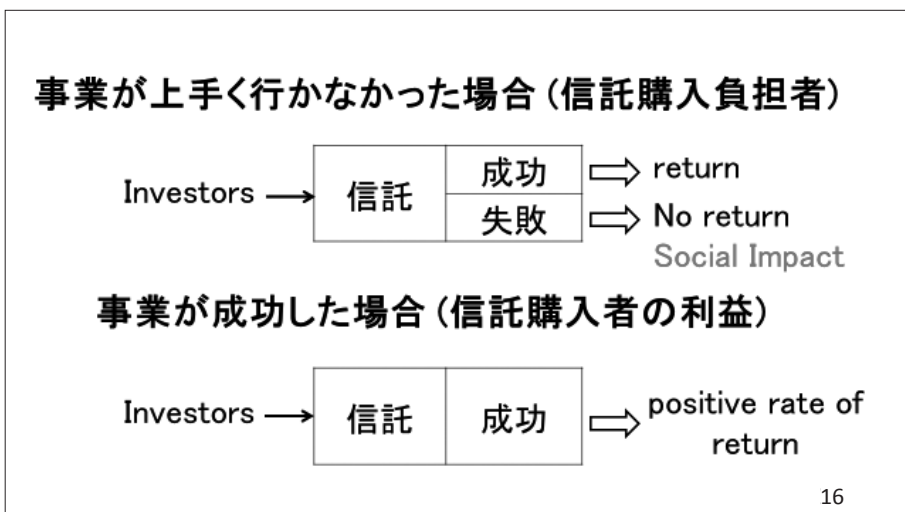 事業が上手く行かなかった場合（信託購入負担者）
Investors → 信託 成功 ⇨ return
失敗 ⇨ No return
Social Impact
事業が成功した場合（信託購入者の利益）
Investors → 信託 成功 ⇨ positive rate of
return
16